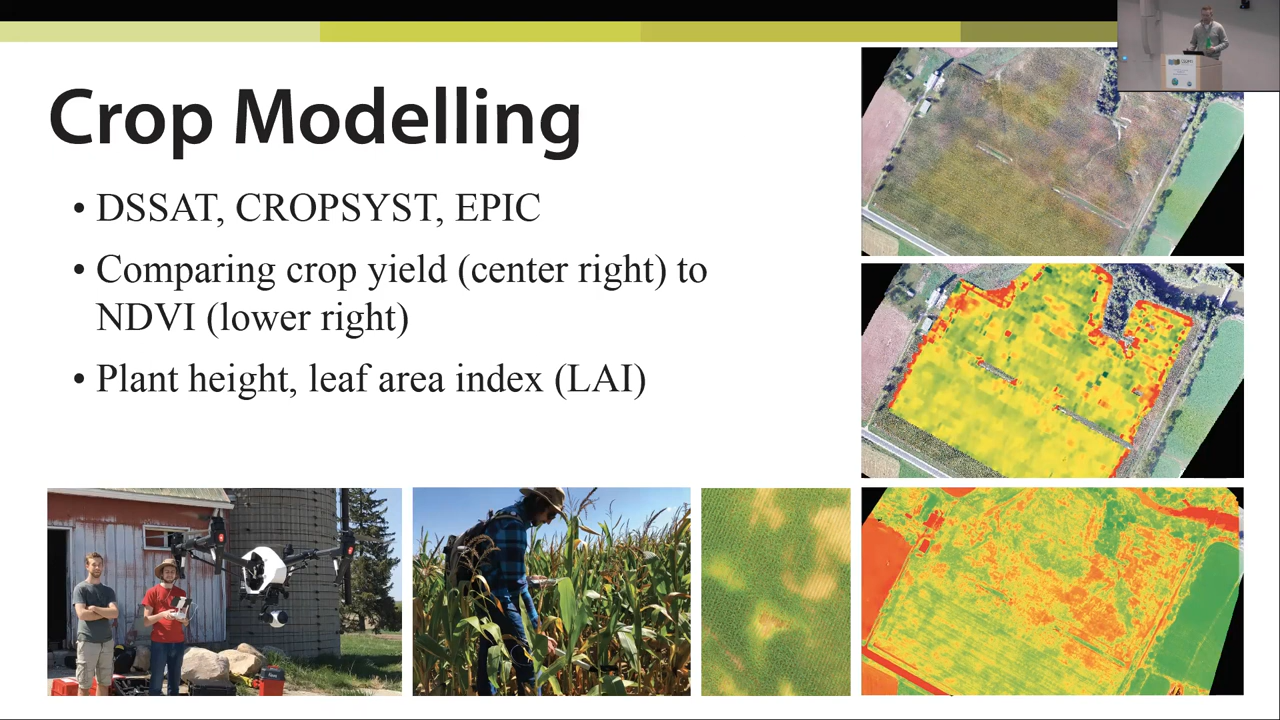 Crop Modelling
• DSSAT, CROPSYST, EPIC
• Comparing crop yield (center right) to
NDVI (lower right)
• Plant height, leaf area index (LAI)